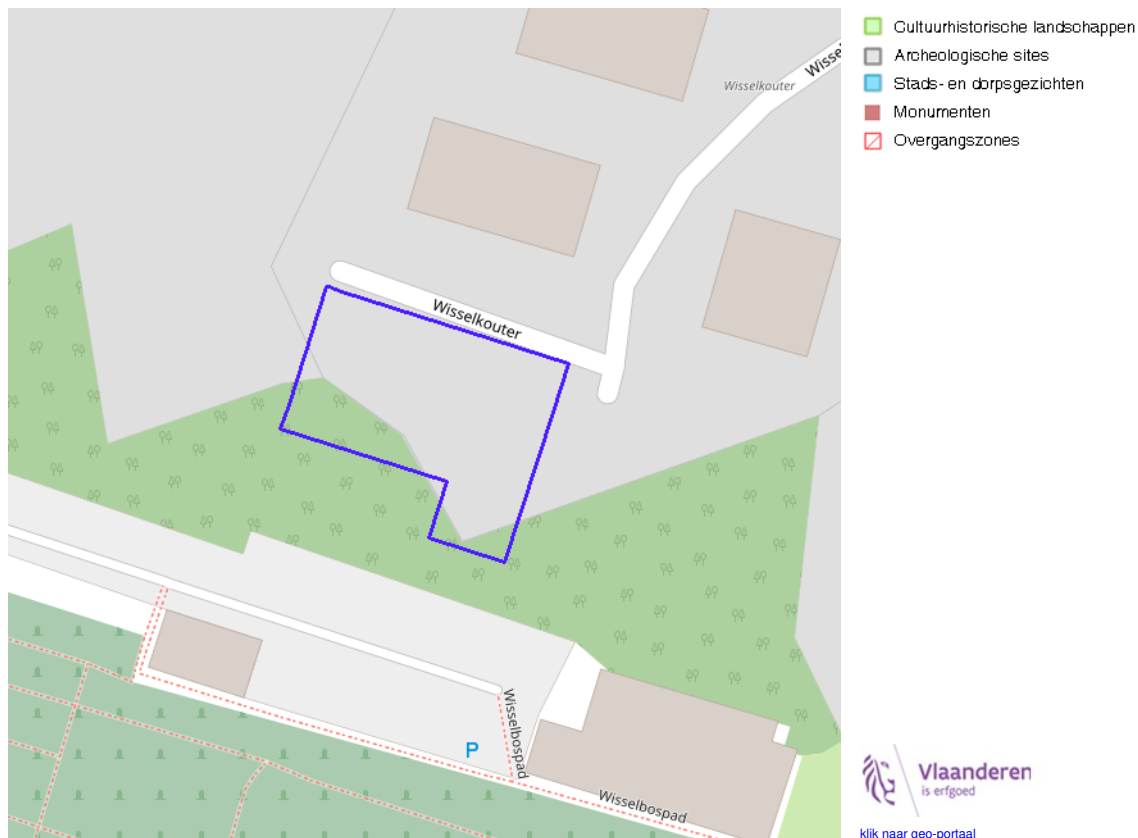 Wissel
Wisselkouter
Wisselkouter
Wisselbospad
P
Wisselbospad
Cultuurhistorische landschappen
Archeologische sites
Stads- en dorpsgezichten
Monumenten
Overgangszones
Vlaanderen
is erfgoed
klik naar geo-portaal